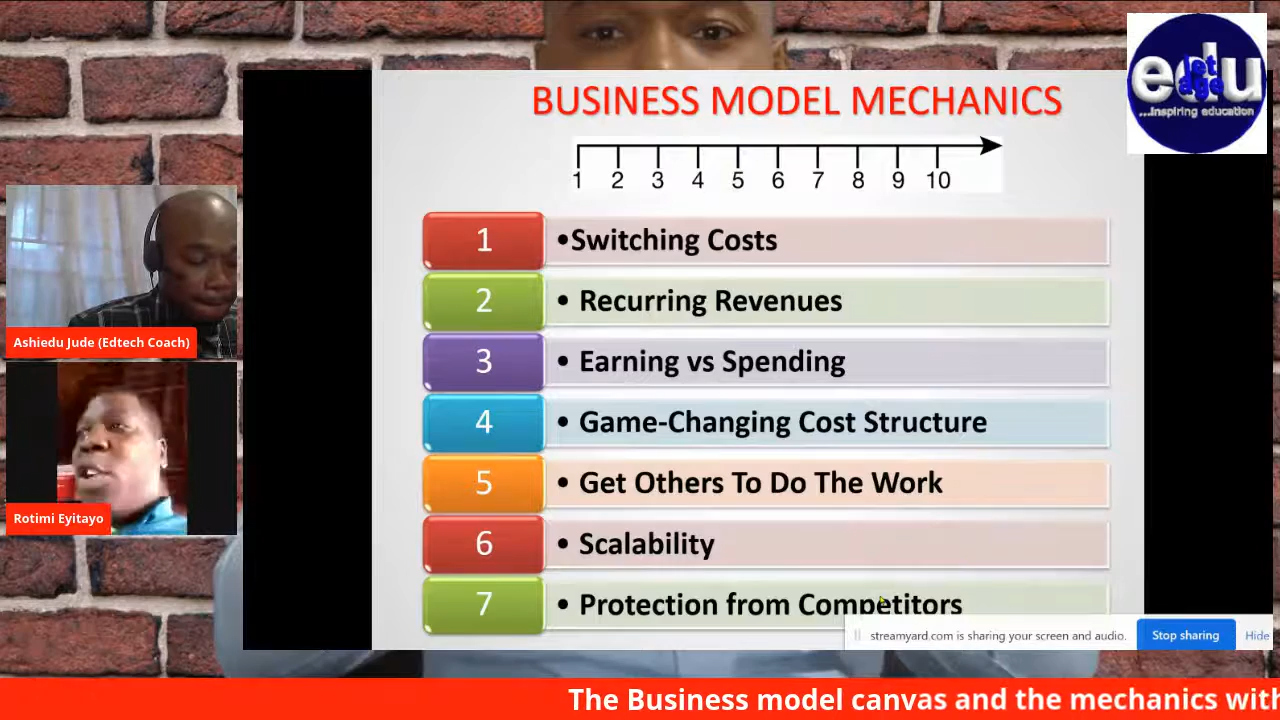 BUSINESS MODEL MECHANICS
1 2 3 4 5 6 7 8 9 10
1 •Switching Costs
2 • Recurring Revenues
3 • Earning vs Spending
4 • Game-Changing Cost Structure
5 • Get Others To Do The Work
6 • Scalability
7 • Protection from Competitors
edu
let
age
...inspiring education
Ashiedu Jude (Edtech Coach)
Rotimi Eyitayo
streamyard.com is sharing your screen and audio. Stop sharing Hide
The Business model canvas and the mechanics with